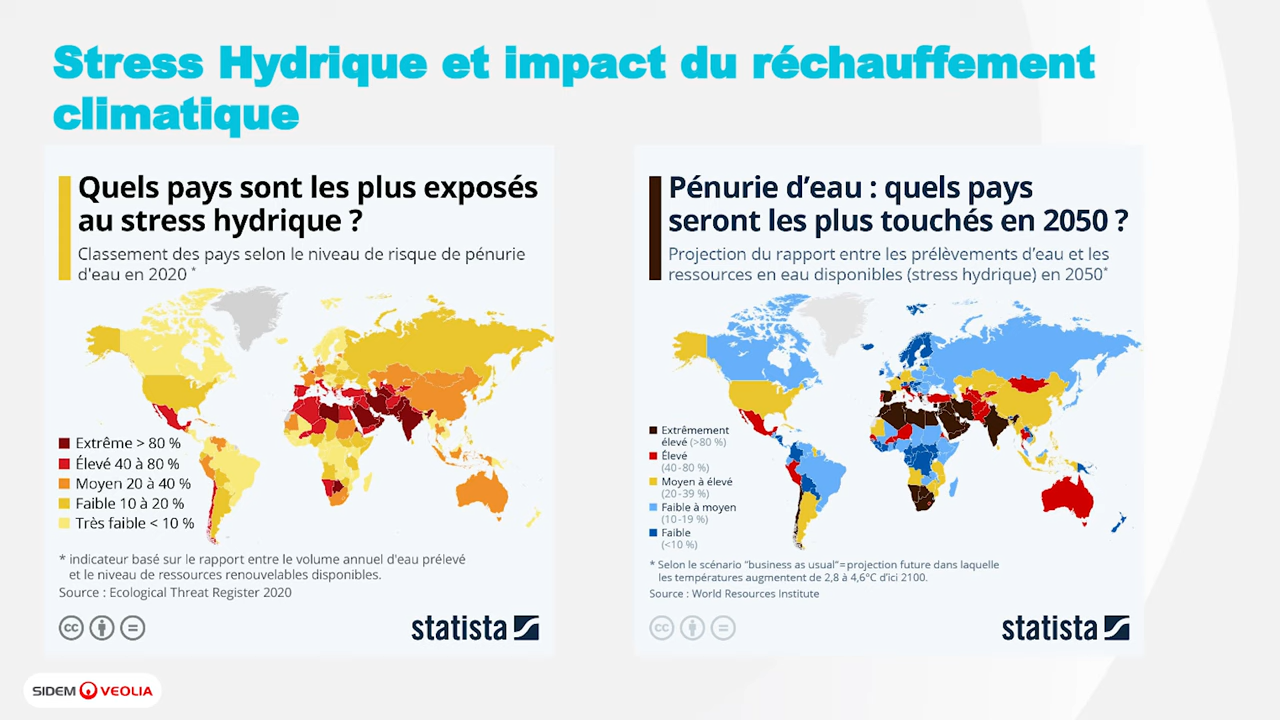 Stress Hydrique et impact du réchauffement
climatique
Quels pays sont les plus exposés
au stress hydrique ?
Classement des pays selon le niveau de risque de pénurie
d'eau en 2020 *
Extrême > 80 %
Élevé 40 à 80 %
Moyen 20 à 40 %
Faible 10 à 20 %
Très faible < 10 %
* indicateur basé sur le rapport entre le volume annuel d'eau prélevé
et le niveau de ressources renouvelables disponibles.
Source : Ecological Threat Register 2020
cc
statista
Pénurie d'eau : quels pays
seront les plus touchés en 2050 ?
Projection du rapport entre les prélèvements d'eau et les
ressources en eau disponibles (stress hydrique) en 2050*
Extrêmement
élevé (>80 %)
Élevé
(40-80 %)
Moyen à élevé
(20-39 %)
Faible à moyen
(10-19 %)
Faible
(<10 %)
* Selon le scénario "business as usual"= projection future dans laquelle
les températures augmentent de 2,8 à 4,6°C d'ici 2100.
Source : World Resources Institute
cc
statista
SIDEM VEOLIA